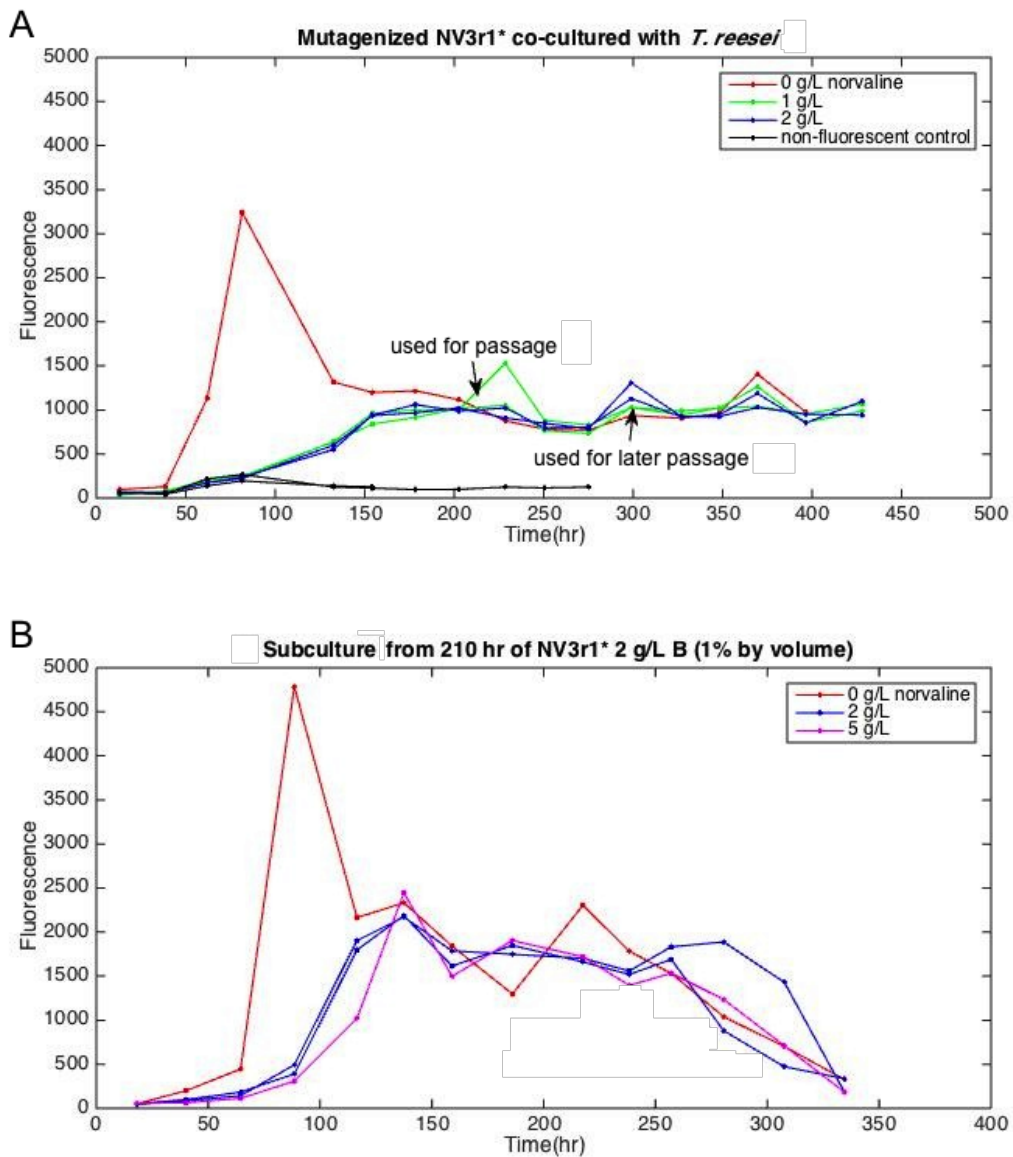 A
Mutagenized NV3r1* co-cultured with T. reesei
5000
4500
4000
3500
3000
2500
2000
1500
1000
500
0
Fluorescence
0 g/L norvaline
1 g/L
2 g/L
non-fluorescent control
used for passage
used for later passage
0 50 100 150 200 250 300 350 400 450 500
Time(hr)
B
Subculture from 210 hr of NV3r1* 2 g/L B (1% by volume)
5000
4500
4000
3500
3000
2500
2000
1500
1000
500
0
Fluorescence
0 g/L norvaline
2 g/L
5 g/L
0 50 100 150 200 250 300 350 400
Time(hr)